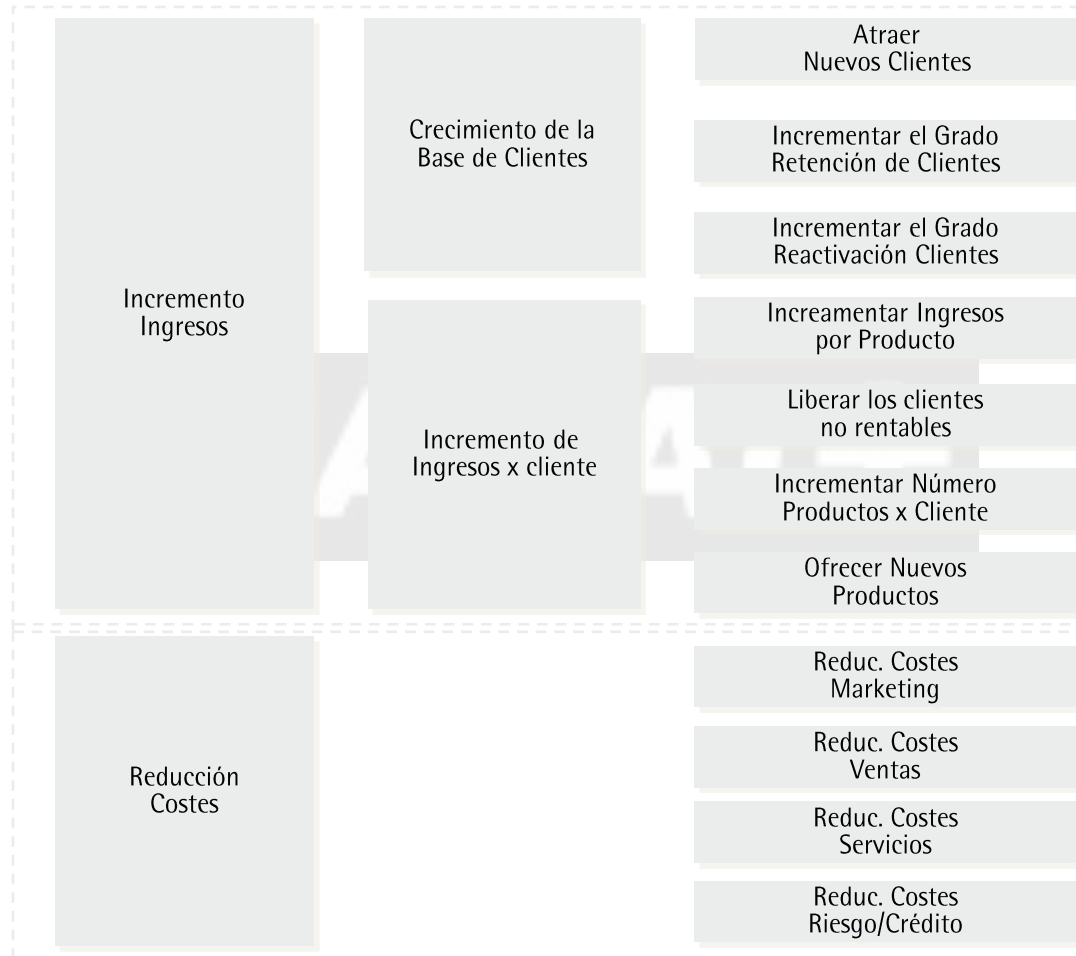 Incremento
Ingresos
Crecimiento de la
Base de Clientes
Atraer
Nuevos Clientes
Incrementar el Grado
Retención de Clientes
Incrementar el Grado
Reactivación Clientes
Incremento de
Ingresos x cliente
Increamentar Ingresos
por Producto
Liberar los clientes
no rentables
Incrementar Número
Productos x Cliente
Ofrecer Nuevos
Productos
Reducción
Costes
Reduc. Costes
Marketing
Reduc. Costes
Ventas
Reduc. Costes
Servicios
Reduc. Costes
Riesgo/Crédito